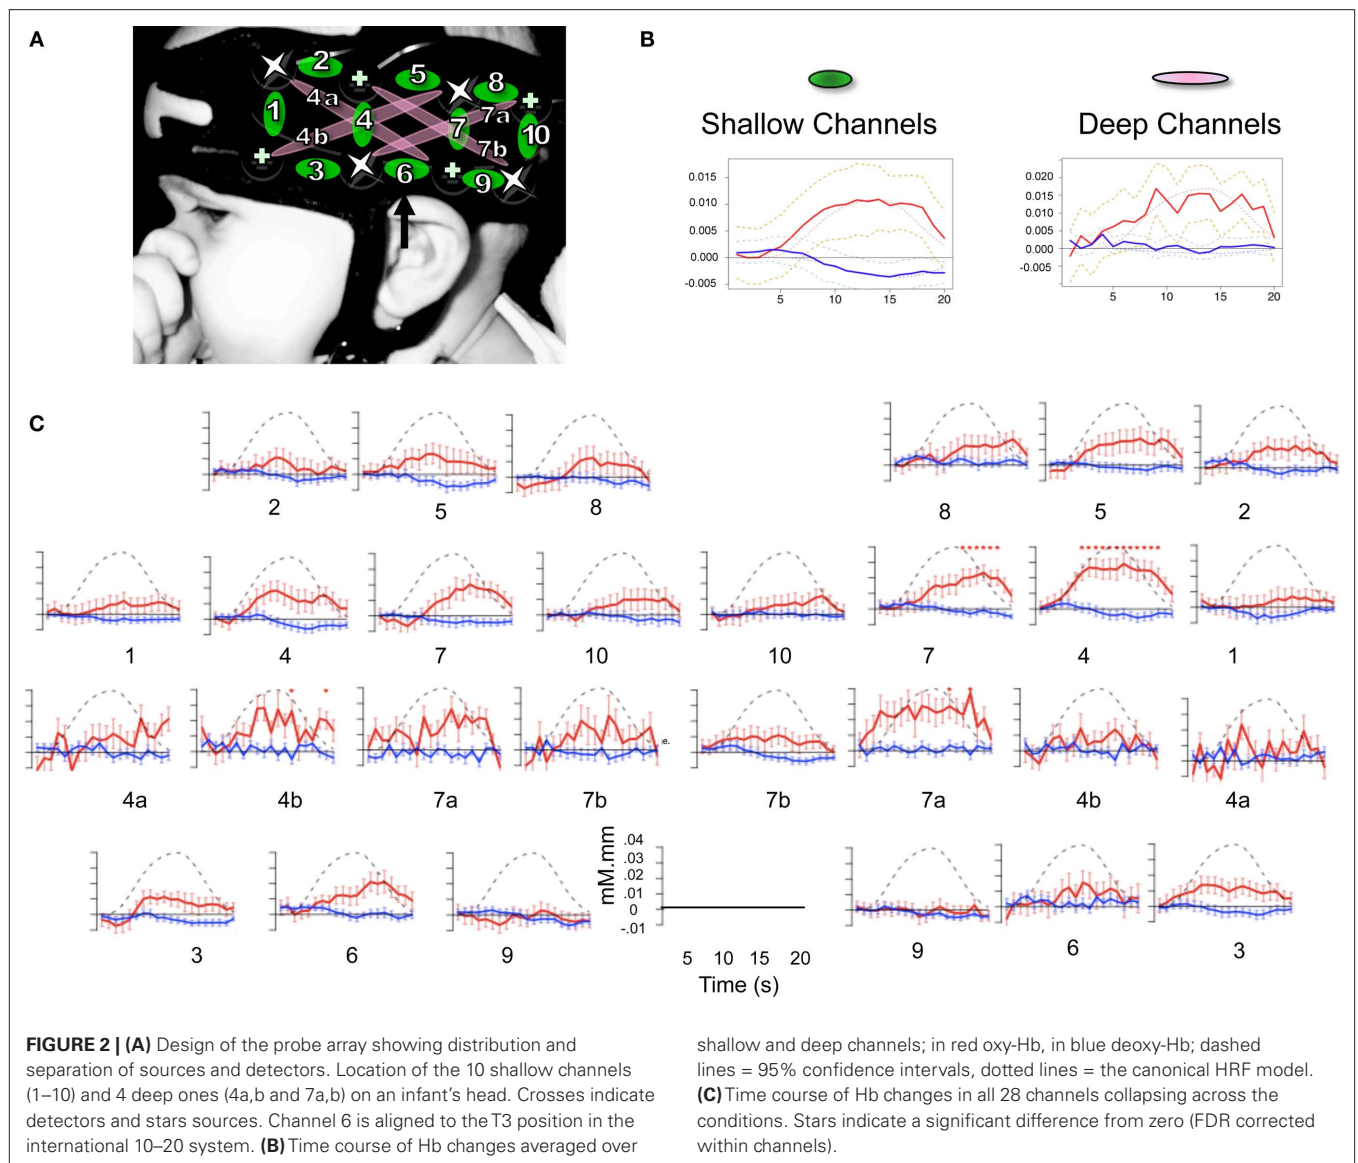 A
B
2
5
8
1
4a
4
7
7a
10
4b
7b
3
6
9
Shallow Channels
Deep Channels
0.015
0.010
0.005
0.000
-0.005
5
10
15
20
0.020
0.015
0.010
0.005
0.000
-0.005
5
10
15
20
C
2
5
8
8
5
2
1
4
7
10
10
7
4
1
4a
4b
7a
7b
7b
7a
4b
4a
mM.mm
.04
.03
.02
.01
0
-.01
3
6
9
9
6
3
5 10 15 20
Time (s)
FIGURE 2 | (A) Design of the probe array showing distribution and
separation of sources and detectors. Location of the 10 shallow channels
(1–10) and 4 deep ones (4a,b and 7a,b) on an infant's head. Crosses indicate
detectors and stars sources. Channel 6 is aligned to the T3 position in the
international 10–20 system. (B) Time course of Hb changes averaged over
shallow and deep channels; in red oxy-Hb, in blue deoxy-Hb; dashed
lines = 95% confidence intervals, dotted lines = the canonical HRF model.
(C) Time course of Hb changes in all 28 channels collapsing across the
conditions. Stars indicate a significant difference from zero (FDR corrected
within channels).